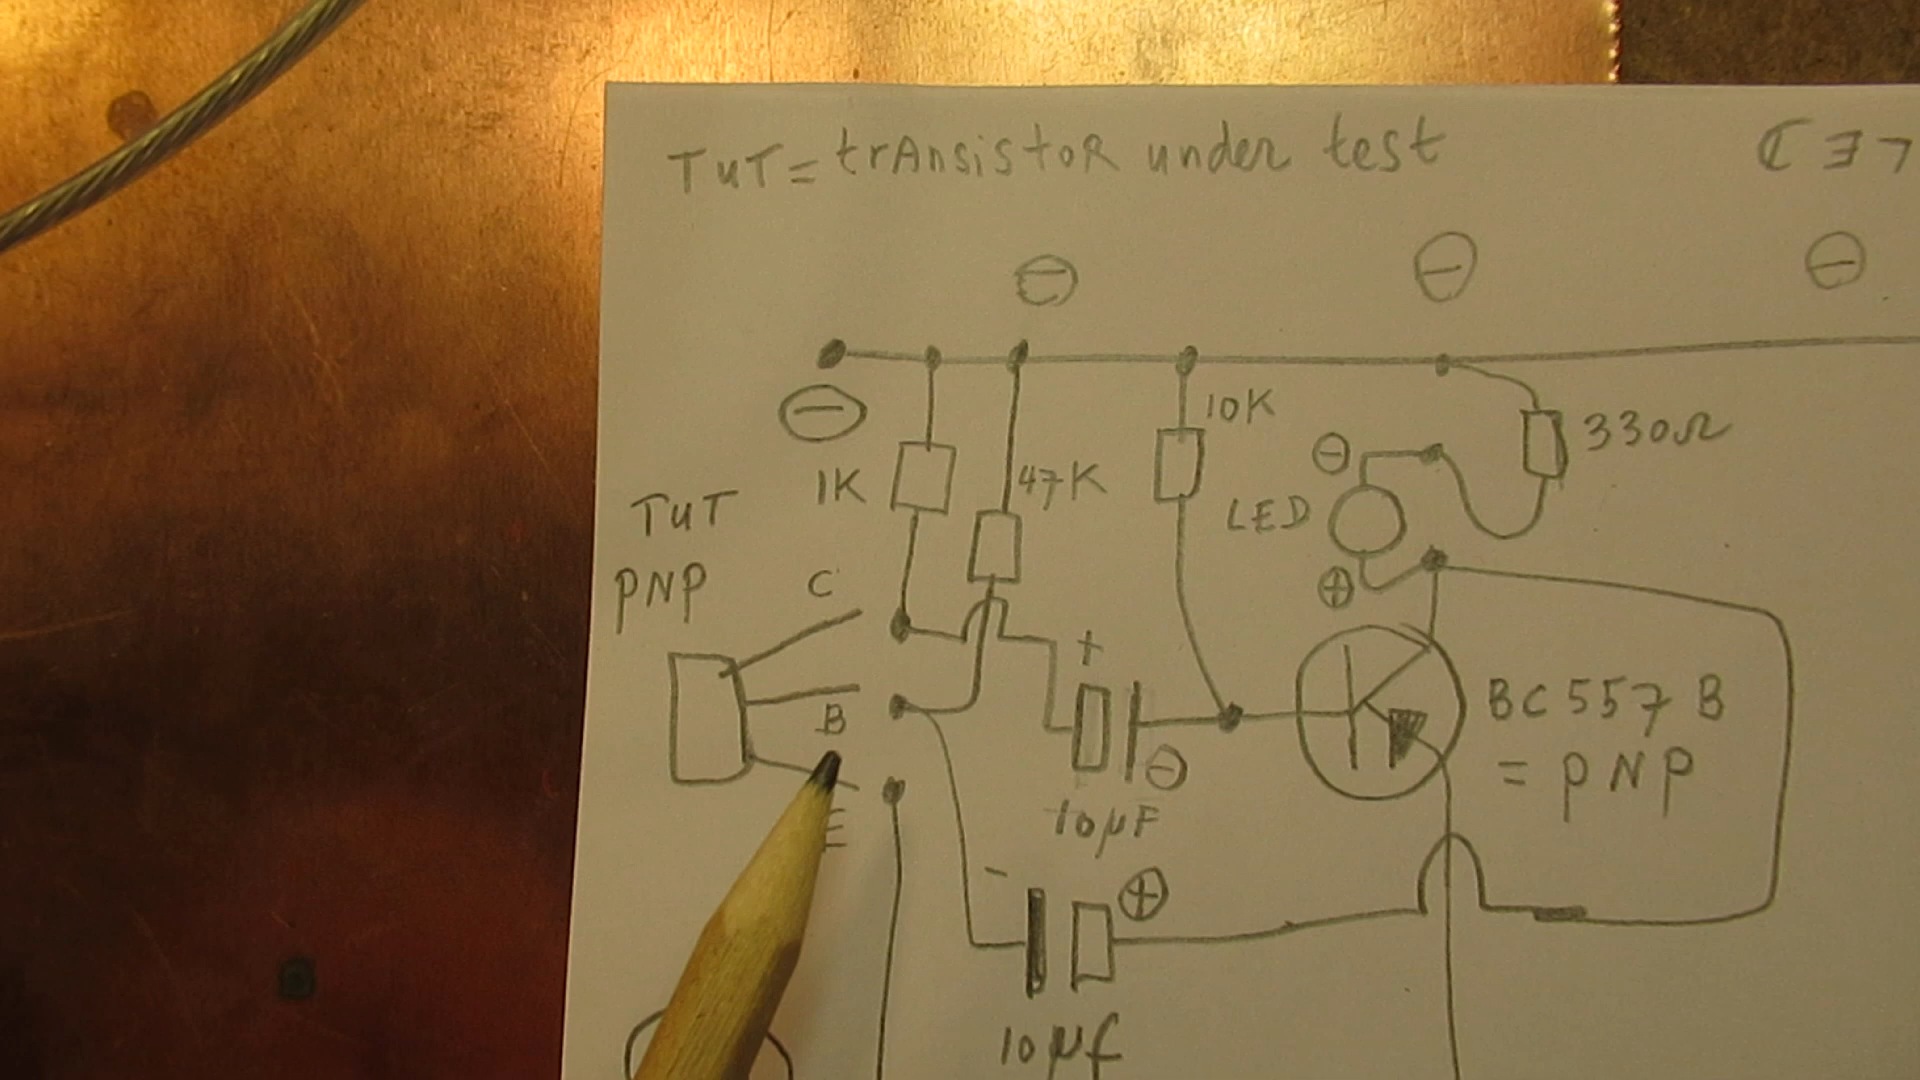 TUT = trAnsistoR under test
⊖ ⊖ ⊖
⊖
10K
330Ω
1K
47K
⊖
LED
⊕
TUT
PNP
C
B
E
+
⊖
10µF
BC557B
= PNP
-
⊕
10µf